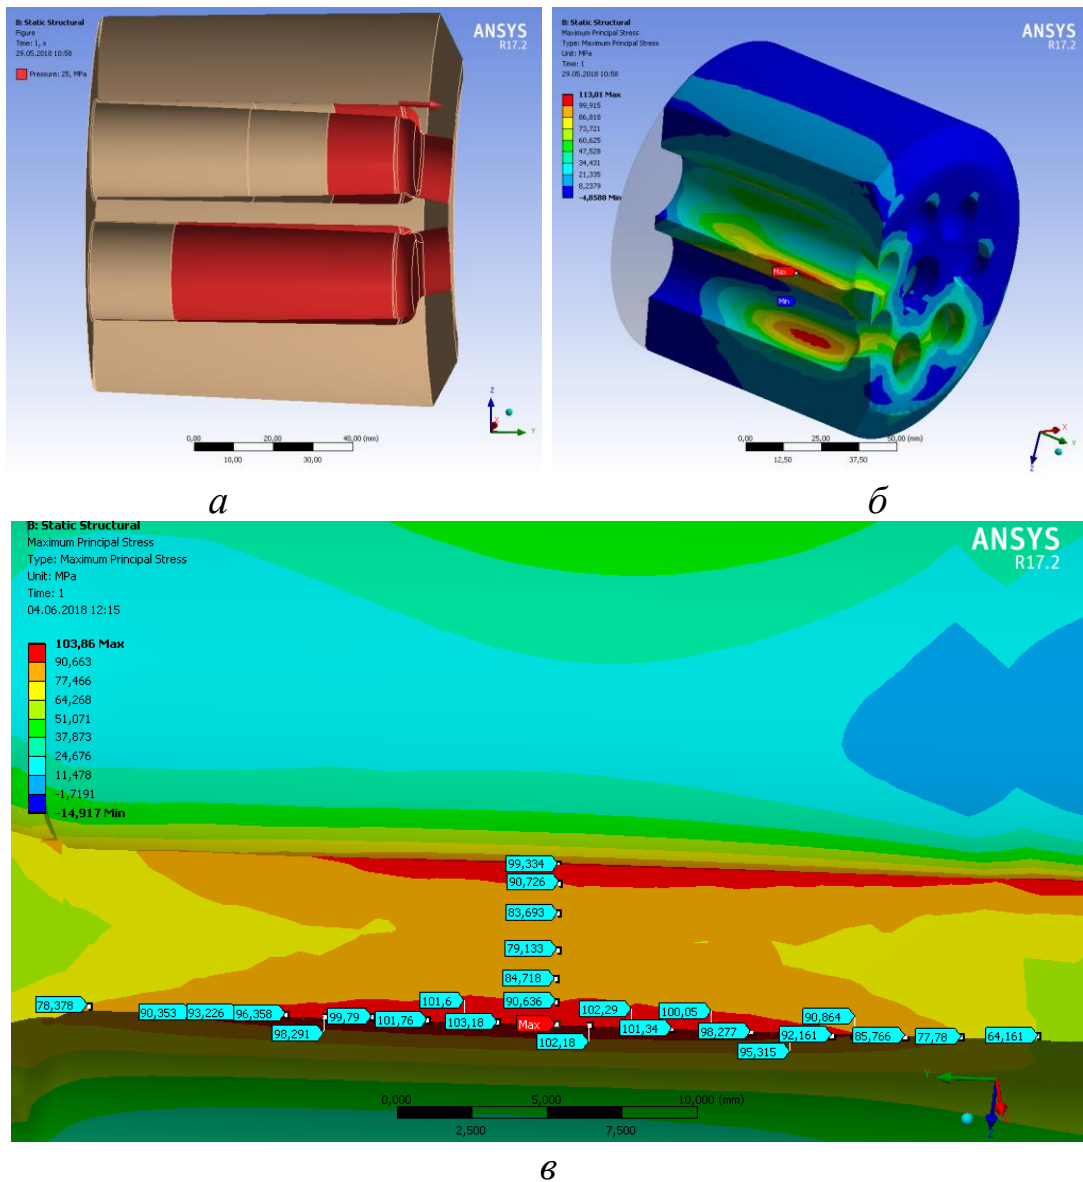 B: Static Structural
Figure
Time: 1, s
29.05.2018 10:58
Pressure: 25, MPa
ANSYS
R17.2
Z
X
Y
0,00
20,00
40,00 (mm)
10,00
30,00
B: Static Structural
Maximum Principal Stress
Type: Maximum Principal Stress
Unit: MPa
Time: 1
29.05.2018 10:58
113,01 Max
99,915
86,818
73,721
60,625
47,528
34,431
21,335
8,2379
-4,8588 Min
ANSYS
R17.2
Max
Min
0,00
25,00
50,00 (mm)
12,50
37,50
X
Y
Z
а
б
B: Static Structural
Maximum Principal Stress
Type: Maximum Principal Stress
Unit: MPa
Time: 1
04.06.2018 12:15
103,86 Max
90,663
77,466
64,268
51,071
37,873
24,676
11,478
-1,7191
-14,917 Min
ANSYS
R17.2
99,334
90,726
83,693
79,133
84,718
78,378
90,353
93,226
96,358
98,291
99,79
101,76
101,6
103,18
90,636
Max
102,18
102,29
101,34
100,05
98,277
95,315
92,161
90,864
85,766
77,78
64,161
0,000
5,000
10,000 (mm)
2,500
7,500
Y
Z
в